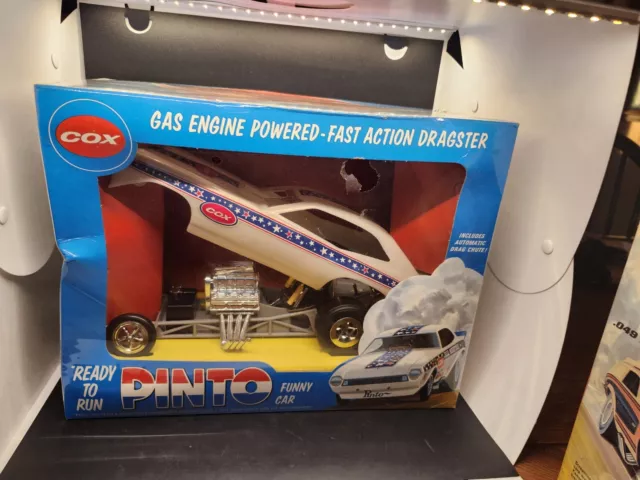 COX
GAS ENGINE POWERED-FAST ACTION DRAGSTER
COX
INCLUDES
AUTOMATIC
DRAG CHUTE!
"READY
TO
RUN
PINTO
FUNNY
CAR
Pinto
.049